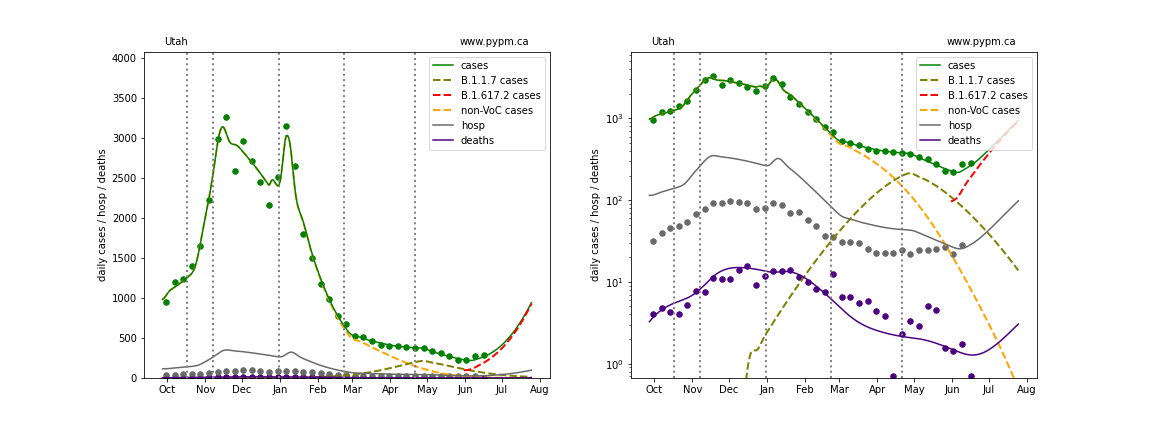 Utah www.pypm.ca
4000
3500
3000
2500
2000
1500
1000
500
0
daily cases / hosp / deaths
cases
B.1.1.7 cases
B.1.617.2 cases
non-VoC cases
hosp
deaths
Oct Nov Dec Jan Feb Mar Apr May Jun Jul Aug
Utah www.pypm.ca
10³
10²
10¹
10⁰
daily cases / hosp / deaths
cases
B.1.1.7 cases
B.1.617.2 cases
non-VoC cases
hosp
deaths
Oct Nov Dec Jan Feb Mar Apr May Jun Jul Aug